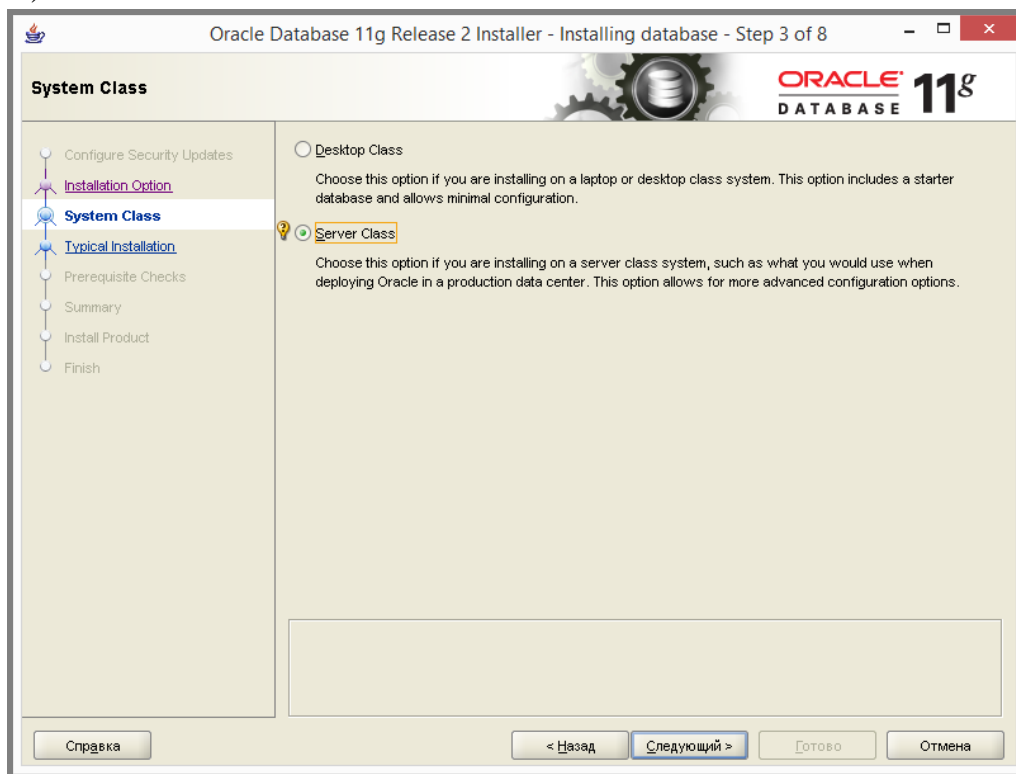 Oracle Database 11g Release 2 Installer - Installing database - Step 3 of 8
System Class
ORACLE
DATABASE
11g
Configure Security Updates
Installation Option
System Class
Typical Installation
Prerequisite Checks
Summary
Install Product
Finish
Desktop Class
Choose this option if you are installing on a laptop or desktop class system. This option includes a starter
database and allows minimal configuration.
Server Class
Choose this option if you are installing on a server class system, such as what you would use when
deploying Oracle in a production data center. This option allows for more advanced configuration options.
Справка
< Назад
Следующий >
Готово
Отмена